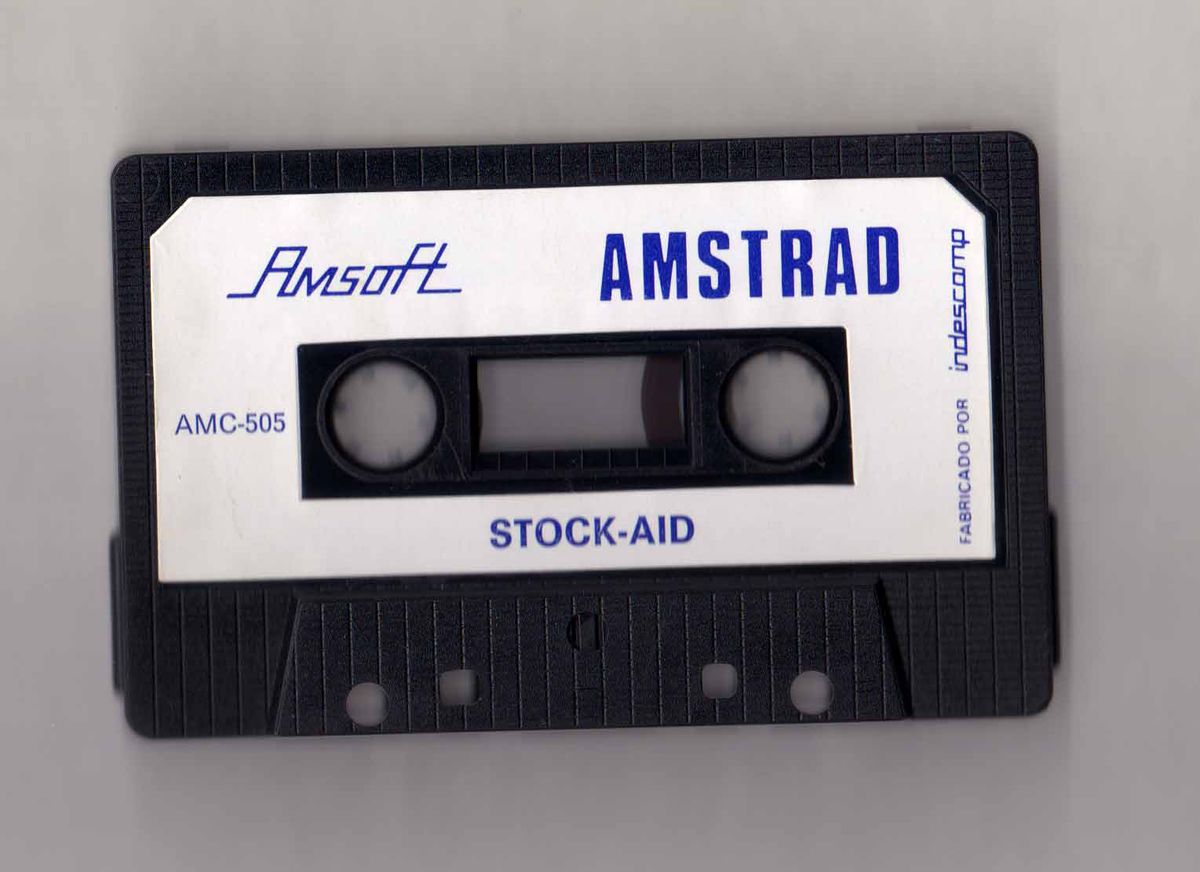 Amsoft
AMSTRAD
AMC-505
STOCK-AID
FABRICADO POR indescomp